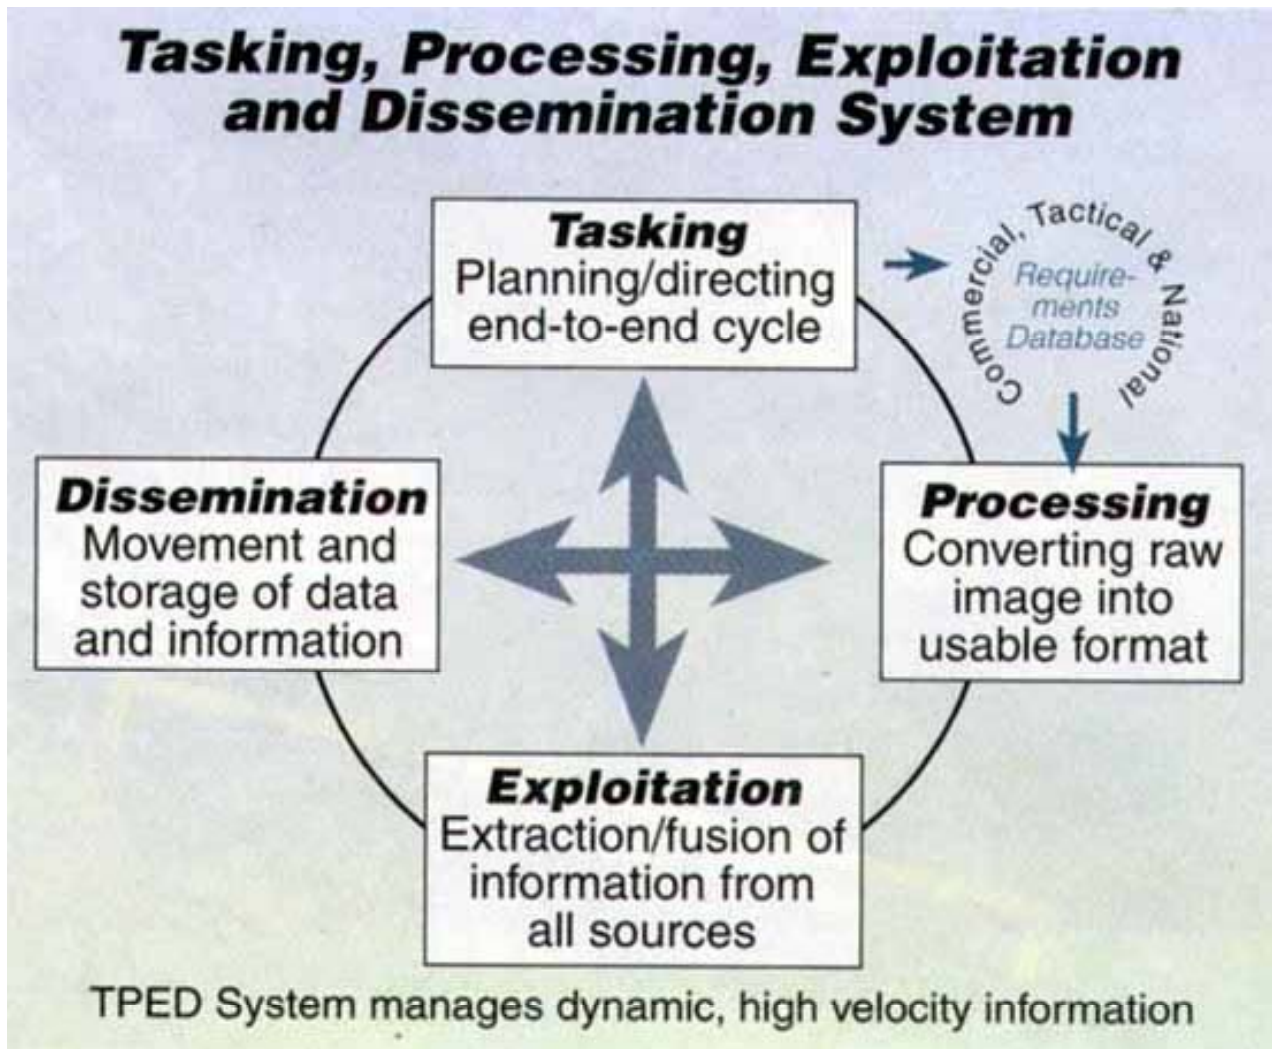 Tasking, Processing, Exploitation
and Dissemination System
Tasking
Planning/directing
end-to-end cycle
Commercial, Tactical & National
Require-
ments
Database
Dissemination
Movement and
storage of data
and information
Processing
Converting raw
image into
usable format
Exploitation
Extraction/fusion of
information from
all sources
TPED System manages dynamic, high velocity information